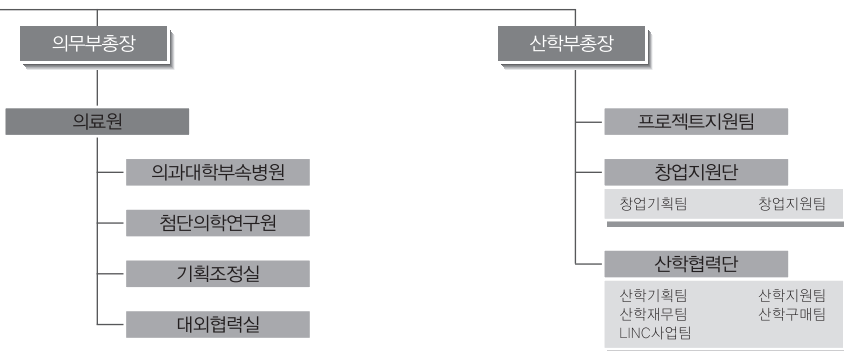 의무부총장
의료원
의과대학부속병원
첨단의학연구원
기획조정실
대외협력실
산학부총장
프로젝트지원팀
창업지원단
창업기획팀 창업지원팀
산학협력단
산학기획팀 산학지원팀
산학재무팀 산학구매팀
LINC사업팀